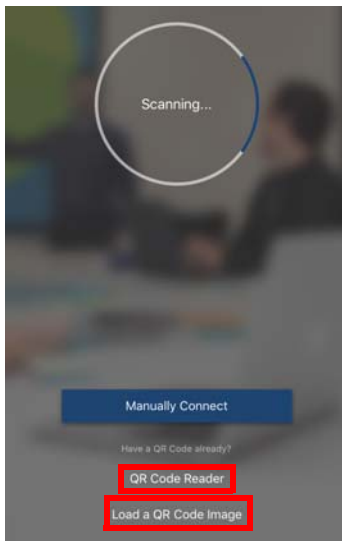 Scanning...
Manually Connect
Have a QR Code already?
QR Code Reader
Load a QR Code Image